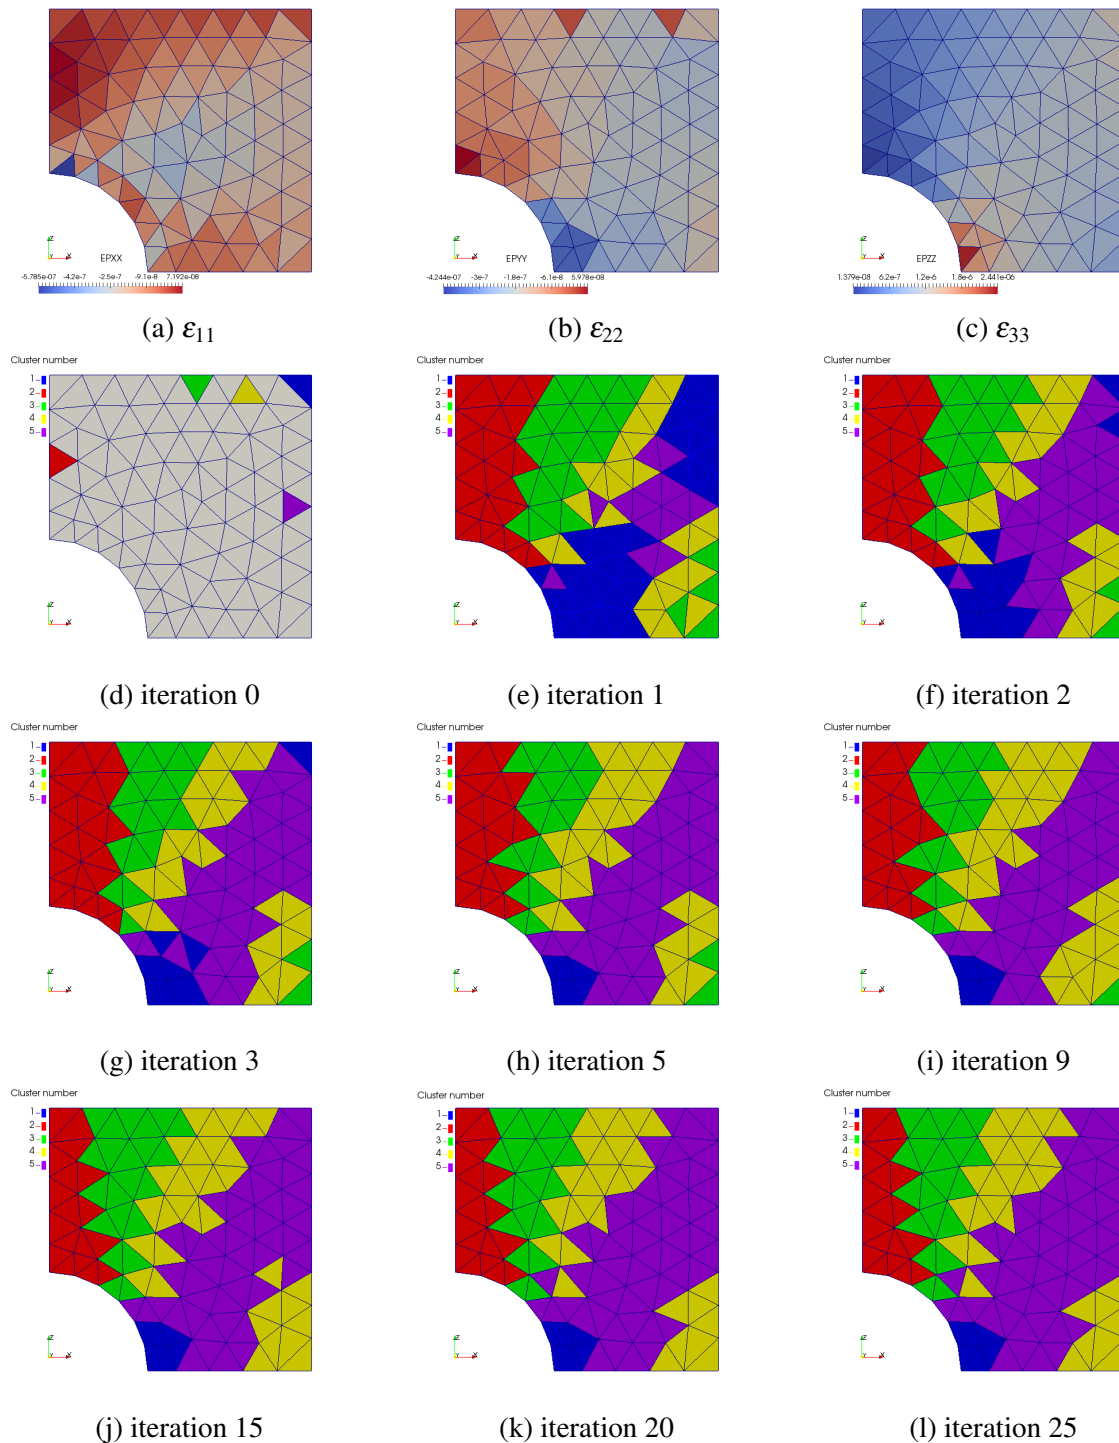 Z
Y X
EPXX
-5.785e-07 -4.2e-7 -2.5e-7 -9.1e-8 7.192e-08
Z
Y X
EPYY
-4.244e-07 -3e-7 -1.8e-7 -6.1e-8 5.978e-08
Z
Y X
EPZZ
1.379e-08 6.2e-7 1.2e-6 1.8e-6 2.441e-06
(a) ε11 (b) ε22 (c) ε33
Cluster number
1
2
3
4
5
Z
Y X
Cluster number
1
2
3
4
5
Z
Y X
Cluster number
1
2
3
4
5
Z
Y X
(d) iteration 0 (e) iteration 1 (f) iteration 2
Cluster number
1
2
3
4
5
Z
Y X
Cluster number
1
2
3
4
5
Z
Y X
Cluster number
1
2
3
4
5
Z
Y X
(g) iteration 3 (h) iteration 5 (i) iteration 9
Cluster number
1
2
3
4
5
Z
Y X
Cluster number
1
2
3
4
5
Z
Y X
Cluster number
1
2
3
4
5
Z
Y X
(j) iteration 15 (k) iteration 20 (l) iteration 25